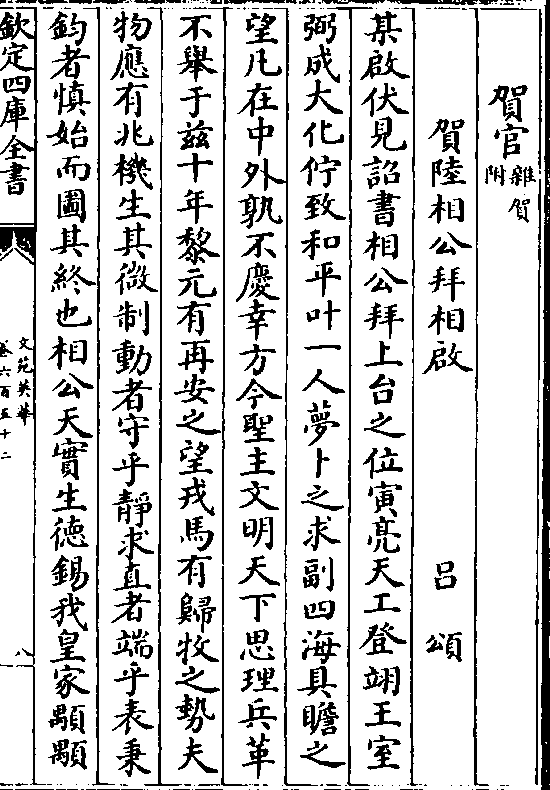 賀官雜賀附
賀陸相公拜相啟 吕頌
某啟伏見詔書相公拜上台之位寅亮天工登翊王室
弼成大化佇致和平叶一人夢卜之求副四海具瞻之
望凡在中外孰不慶幸方今聖主文明天下思理兵革
不舉于兹十年黎元有再安之望戎馬有歸牧之勢夫
物應有兆機生其微制動者守乎靜求直者端乎表秉
鈞者慎始而圖其終也相公天實生德錫我皇家顒顒
欽定四庫全書
文苑英華
卷六百五十二
八